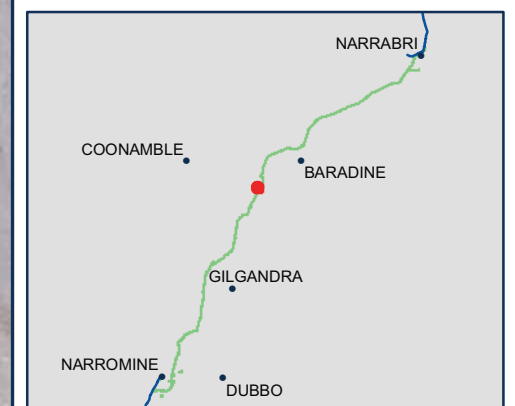 NARRABRI
COONAMBLE
BARADINE
GILGANDRA
NARROMINE
DUBBO